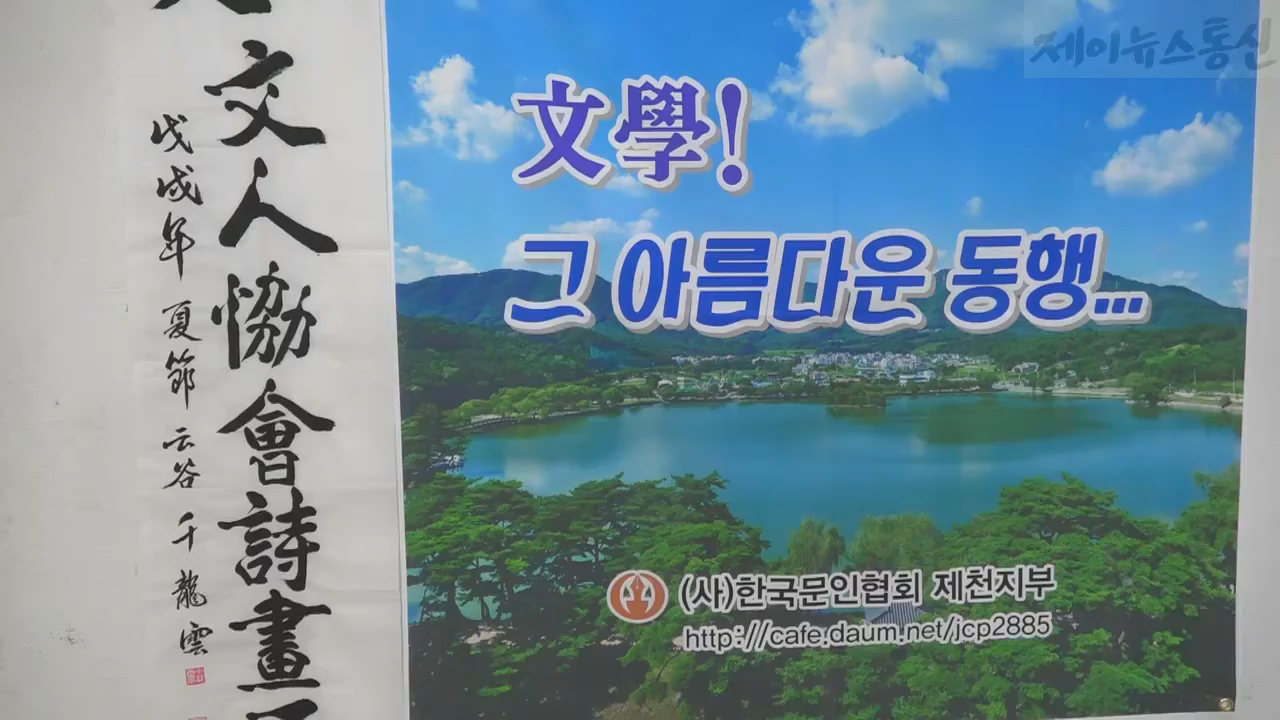 文人協會詩畫
戊戌年 夏節 云谷 千龍雲
제이뉴스통신
文學!
그 아름다운 동행...
(사)한국문인협회 제천지부
http://cafe.daum.net/jcp2885